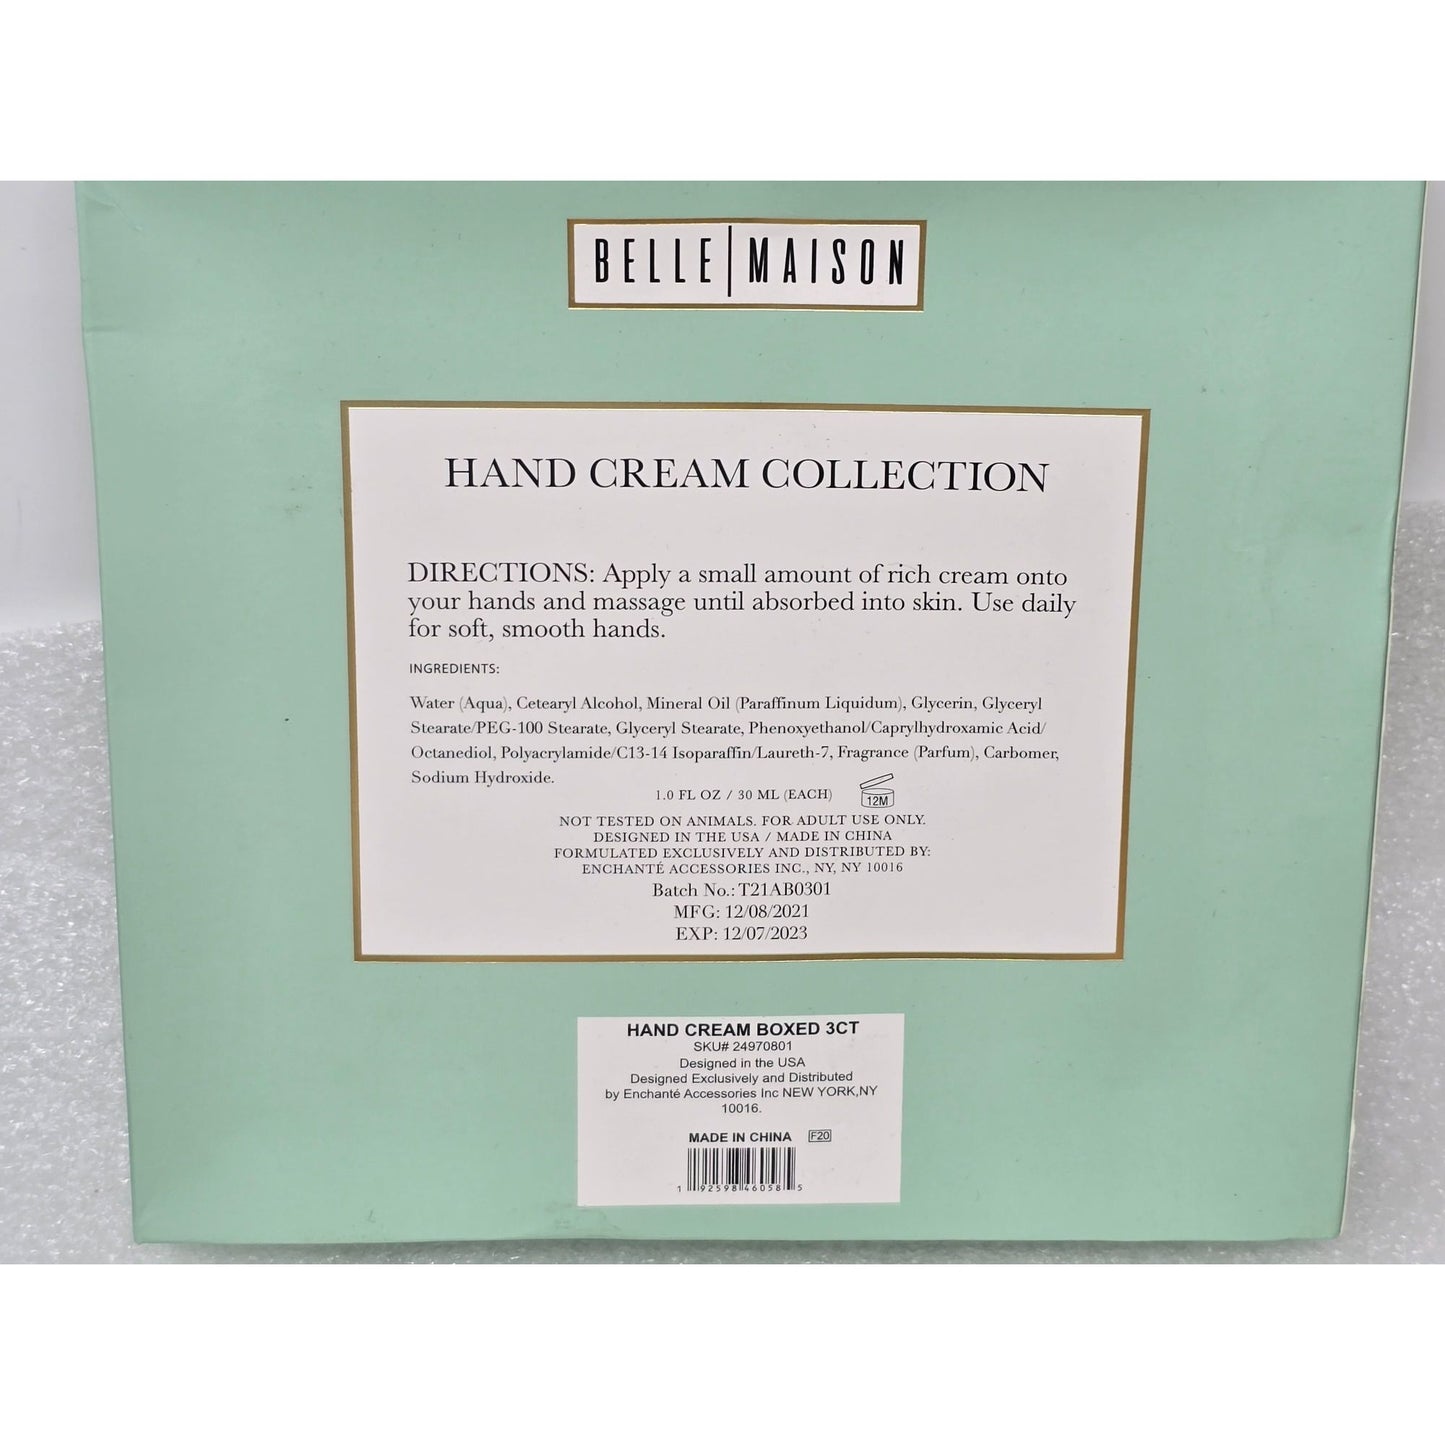 BELLE|MAISON
HAND CREAM COLLECTION
DIRECTIONS: Apply a small amount of rich cream onto
your hands and massage until absorbed into skin. Use daily
for soft, smooth hands.
INGREDIENTS:
Water (Aqua), Cetearyl Alcohol, Mineral Oil (Paraffinum Liquidum), Glycerin, Glyceryl
Stearate/PEG-100 Stearate, Glyceryl Stearate, Phenoxyethanol/Caprylhydroxamic Acid/
Octanediol, Polyacrylamide/C13-14 Isoparaffin/Laureth-7, Fragrance (Parfum), Carbomer,
Sodium Hydroxide.
1.0 FL OZ / 30 ML (EACH) 12M
NOT TESTED ON ANIMALS. FOR ADULT USE ONLY.
DESIGNED IN THE USA / MADE IN CHINA
FORMULATED EXCLUSIVELY AND DISTRIBUTED BY:
ENCHANTÉ ACCESSORIES INC., NY, NY 10016
Batch No.: T21AB0301
MFG: 12/08/2021
EXP: 12/07/2023
HAND CREAM BOXED 3CT
SKU# 24970801
Designed in the USA
Designed Exclusively and Distributed
by Enchanté Accessories Inc NEW YORK,NY
10016.
MADE IN CHINA F20
1 92598 46058 5